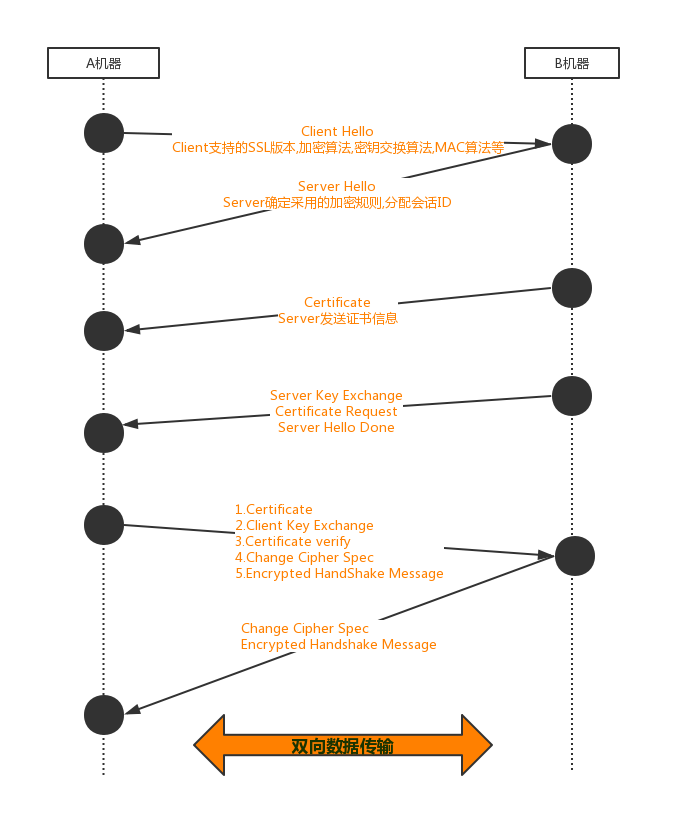 A机器
B机器
Client Hello
Client支持的SSL版本,加密算法,密钥交换算法,MAC算法等
Server Hello
Server确定采用的加密规则,分配会话ID
Certificate
Server发送证书信息
Server Key Exchange
Certificate Request
Server Hello Done
1.Certificate
2.Client Key Exchange
3.Certificate verify
4.Change Cipher Spec
5.Encrypted HandShake Message
Change Cipher Spec
Encrypted Handshake Message
双向数据传输